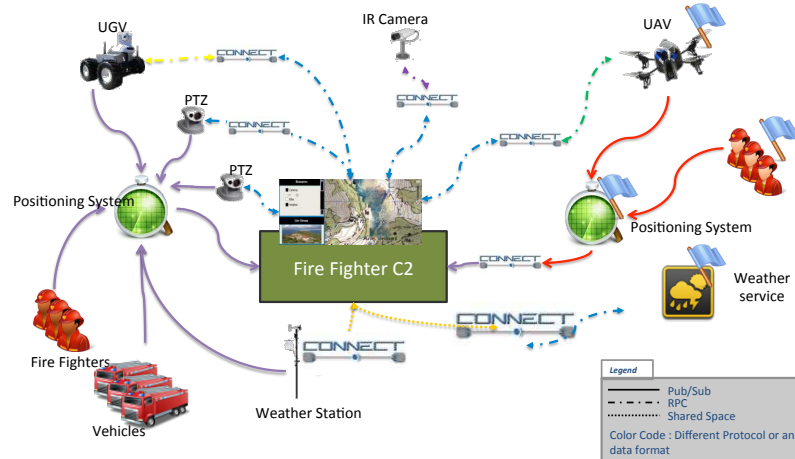 UGV
IR Camera
UAV
CONNECT
PTZ
CONNECT
CONNECT
CONNECT
PTZ
Positioning System
Positioning System
Fire Fighter C2
CONNECT
Weather
service
CONNECT
CONNECT
Fire Fighters
Weather Station
Vehicles
Legend
Pub/Sub
RPC
Shared Space
Color Code : Different Protocol or an
data format